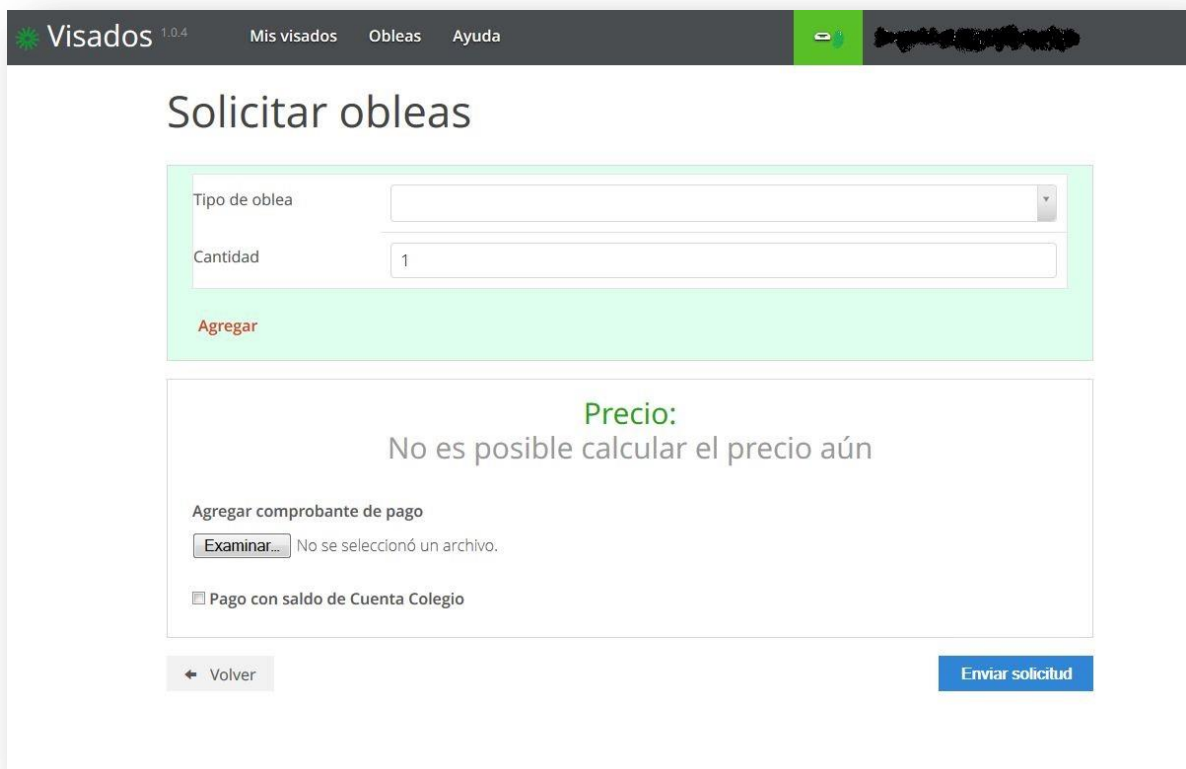 Visados 1.0.4 Mis visados Obleas Ayuda
Solicitar obleas
Tipo de oblea
Cantidad 1
Agregar
Precio:
No es posible calcular el precio aún
Agregar comprobante de pago
Examinar... No se seleccionó un archivo.
Pago con saldo de Cuenta Colegio
Volver Enviar solicitud